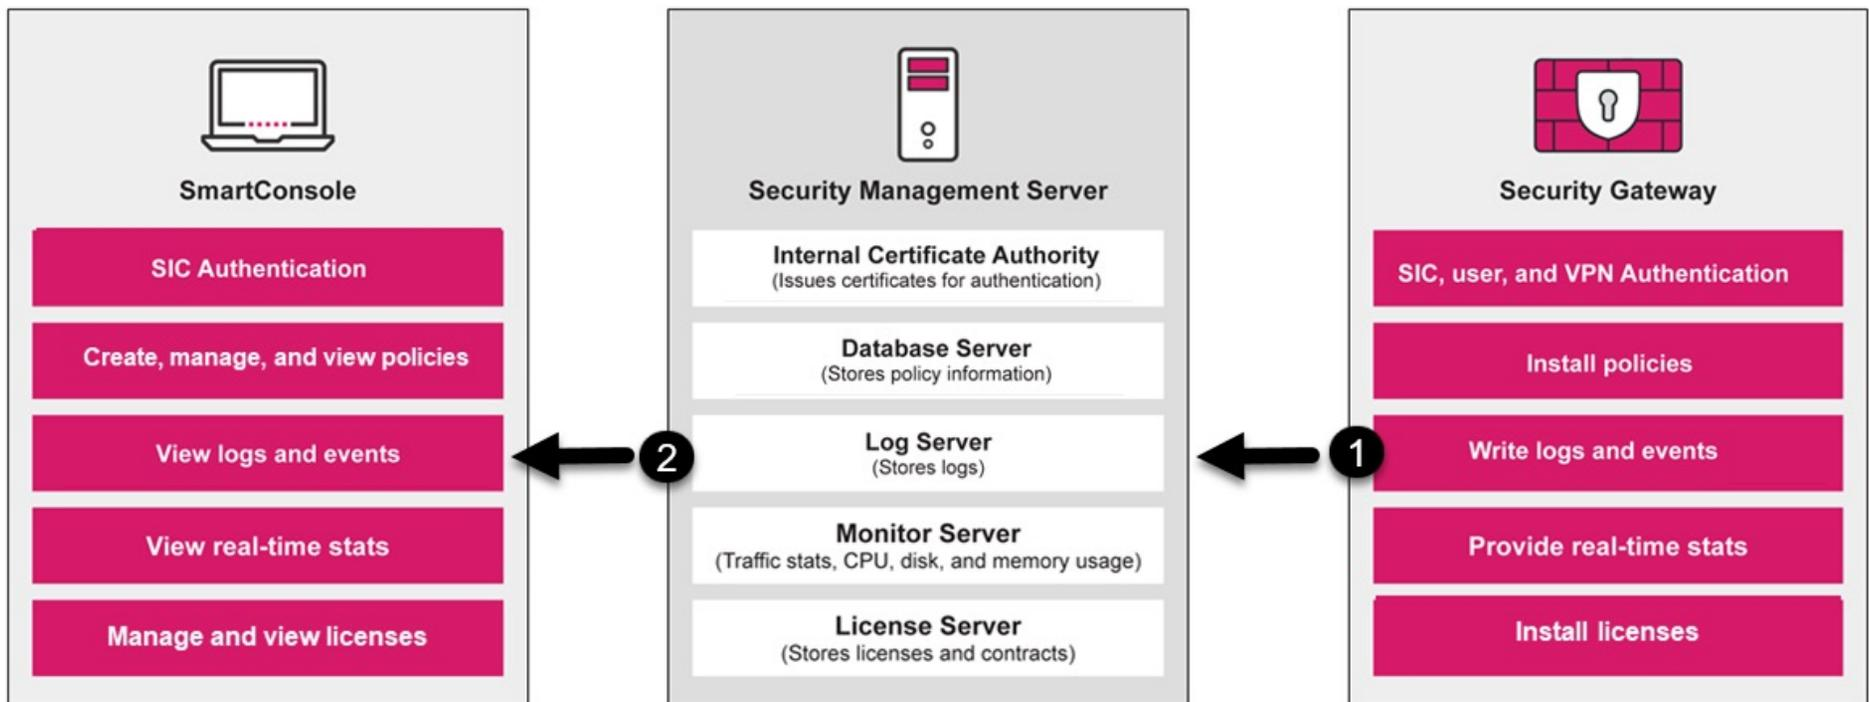 SmartConsole
SIC Authentication
Create, manage, and view policies
View logs and events
View real-time stats
Manage and view licenses
2
Security Management Server
Internal Certificate Authority
(Issues certificates for authentication)
Database Server
(Stores policy information)
Log Server
(Stores logs)
Monitor Server
(Traffic stats, CPU, disk, and memory usage)
License Server
(Stores licenses and contracts)
1
Security Gateway
SIC, user, and VPN Authentication
Install policies
Write logs and events
Provide real-time stats
Install licenses